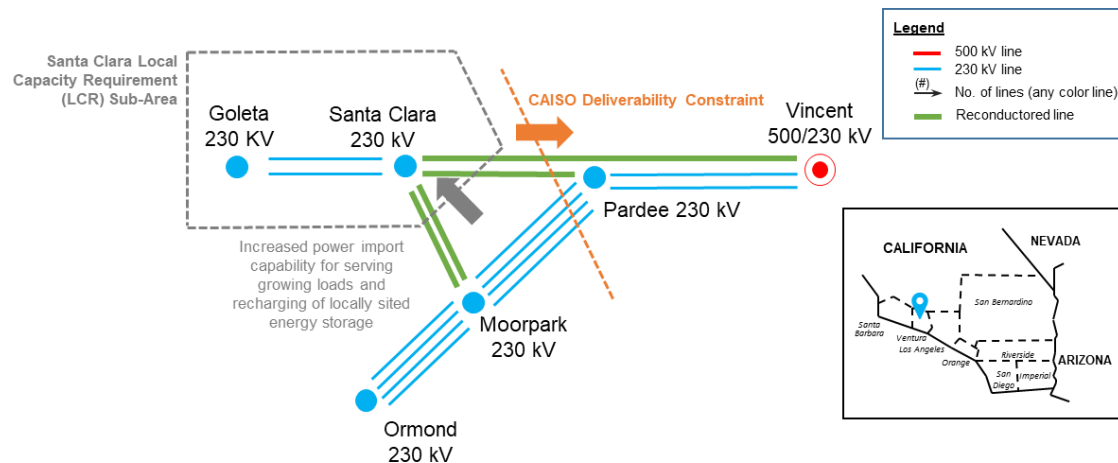 Santa Clara Local
Capacity Requirement
(LCR) Sub-Area
Goleta
230 KV
Santa Clara
230 kV
CAISO Deliverability Constraint
Vincent
500/230 kV
Pardee 230 kV
Increased power import
capability for serving
growing loads and
recharging of locally sited
energy storage
Moorpark
230 kV
Ormond
230 kV
Legend
500 kV line
230 kV line
(#)
No. of lines (any color line)
Reconductored line
CALIFORNIA
NEVADA
San Bernardino
Santa
Barbara
Ventura
Los Angeles
Orange
Riverside
San
Diego
Imperial
ARIZONA